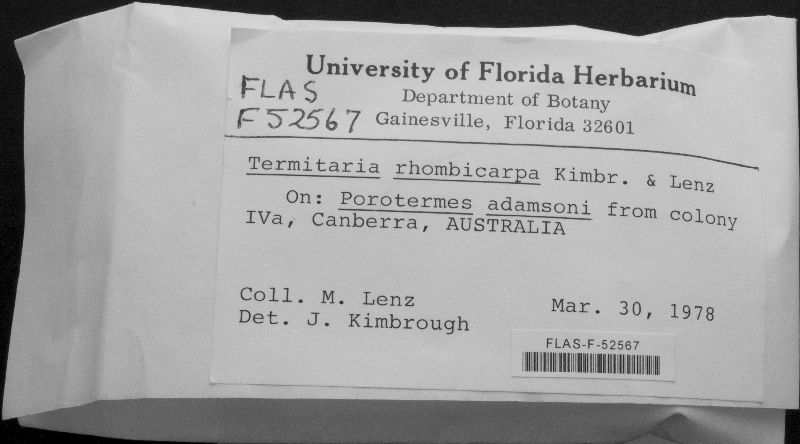 University of Florida Herbarium
FLAS
Department of Botany
F 52567
Gainesville, Florida 32601
Termitaria rhombicarpa Kimbr. & Lenz
On: Porotermes adamsoni from colony
IVa, Canberra, AUSTRALIA
Coll. M. Lenz
Mar. 30, 1978
Det. J. Kimbrough
FLAS-F-52567